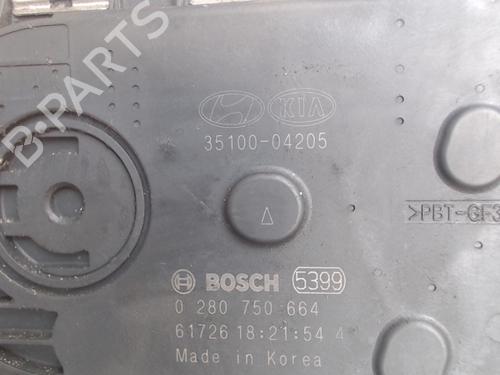 B-PARTS
KIA
35100-04205
>PBT-GF3
BOSCH 5399
0 280 750 664
61726 18:21:54 4
Made in Korea